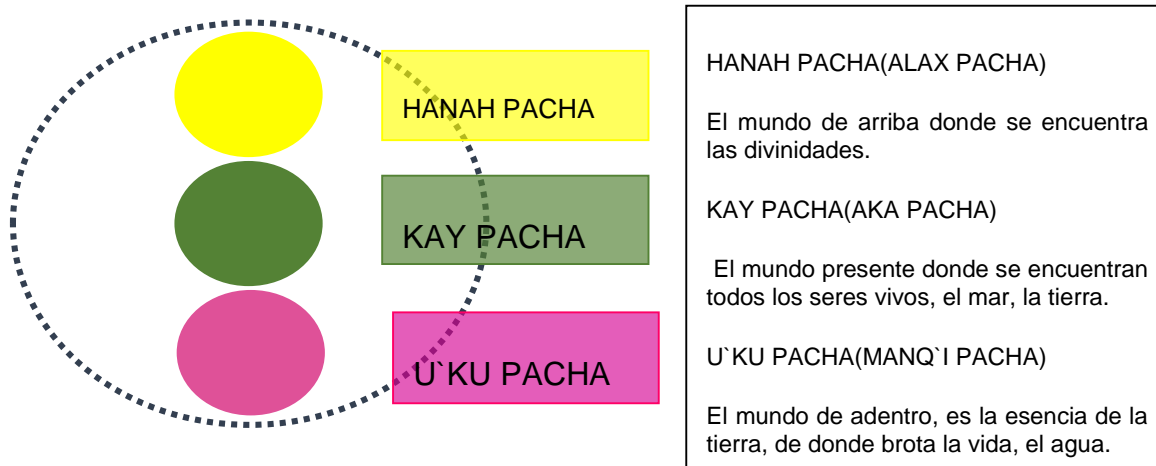 HANAH PACHA
KAY PACHA
U`KU PACHA
HANAH PACHA(ALAX PACHA)
El mundo de arriba donde se encuentra
las divinidades.
KAY PACHA(AKA PACHA)
El mundo presente donde se encuentran
todos los seres vivos, el mar, la tierra.
U`KU PACHA(MANQ`I PACHA)
El mundo de adentro, es la esencia de la
tierra, de donde brota la vida, el agua.